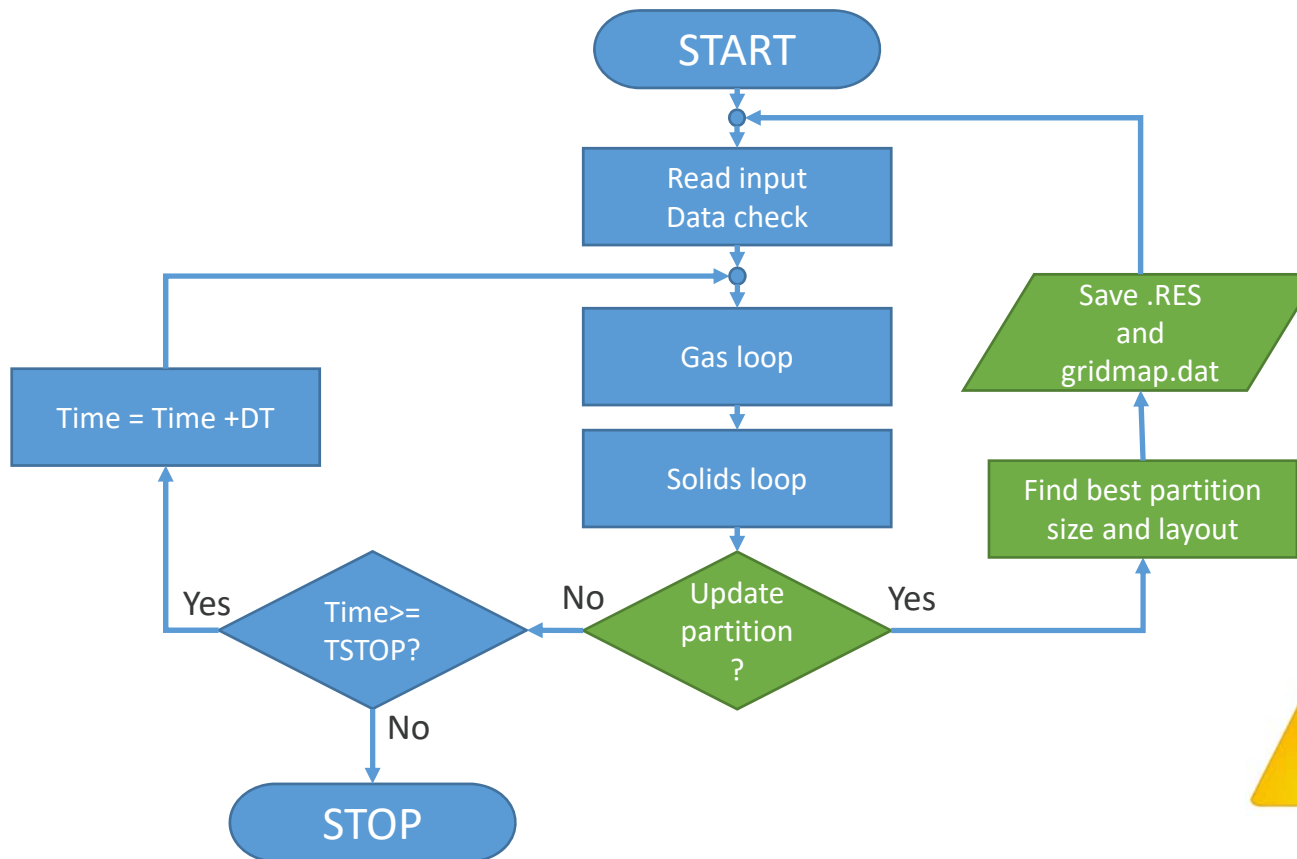 START
Read input
Data check
Save .RES
and
gridmap.dat
Gas loop
Time = Time +DT
Solids loop
Find best partition
size and layout
Yes
Time>=
TSTOP?
No
Update
partition
?
Yes
No
STOP